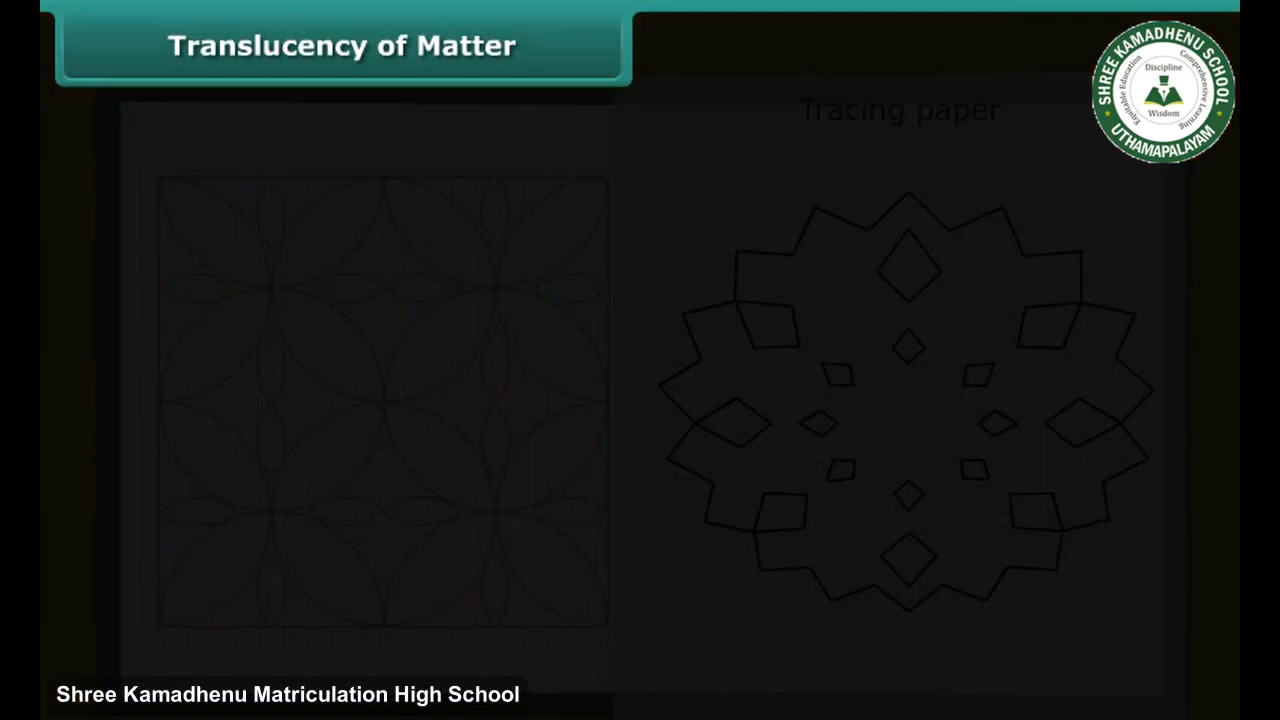 Translucency of Matter
Tracing paper
SHREE KAMADHENU SCHOOL
Discipline
Equitable Education
Comprehensive Learning
Wisdom
UTHAMAPALAYAM
Shree Kamadhenu Matriculation High School